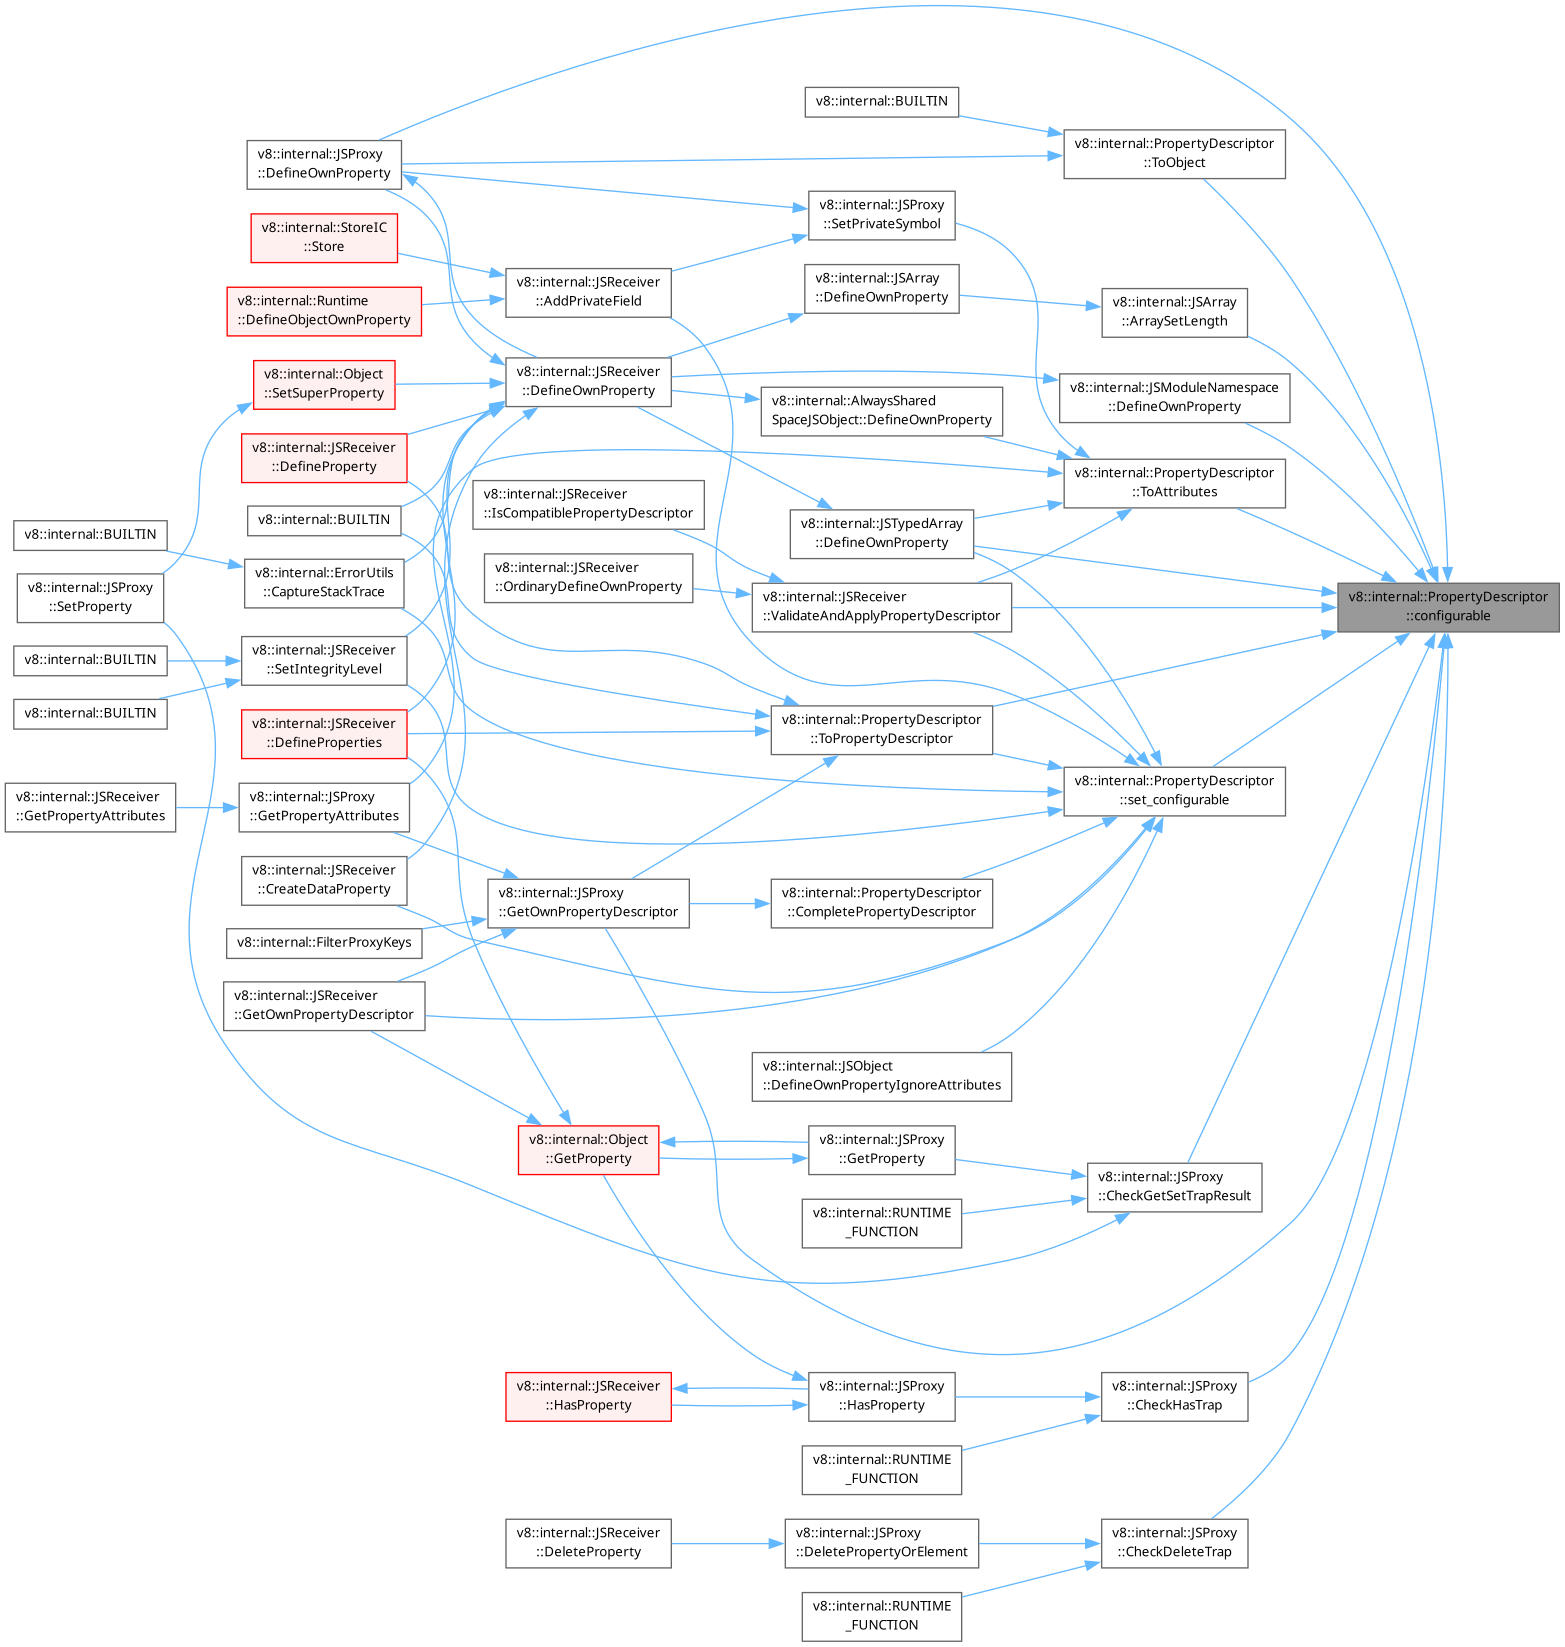 v8::internal::BUILTIN
v8::internal::PropertyDescriptor
::ToObject
v8::internal::JSProxy
::DefineOwnProperty
v8::internal::JSProxy
::SetPrivateSymbol
v8::internal::StoreIC
::Store
v8::internal::JSReceiver
::AddPrivateField
v8::internal::JSArray
::DefineOwnProperty
v8::internal::Runtime
::DefineObjectOwnProperty
v8::internal::JSArray
::ArraySetLength
v8::internal::Object
::SetSuperProperty
v8::internal::JSReceiver
::DefineOwnProperty
v8::internal::JSModuleNamespace
::DefineOwnProperty
v8::internal::AlwaysShared
SpaceJSObject::DefineOwnProperty
v8::internal::JSReceiver
::DefineProperty
v8::internal::PropertyDescriptor
::ToAttributes
v8::internal::JSReceiver
::IsCompatiblePropertyDescriptor
v8::internal::BUILTIN
v8::internal::JSTypedArray
::DefineOwnProperty
v8::internal::BUILTIN
v8::internal::ErrorUtils
::CaptureStackTrace
v8::internal::JSReceiver
::OrdinaryDefineOwnProperty
v8::internal::JSProxy
::SetProperty
v8::internal::JSReceiver
::ValidateAndApplyPropertyDescriptor
v8::internal::PropertyDescriptor
::configurable
v8::internal::BUILTIN
v8::internal::JSReceiver
::SetIntegrityLevel
v8::internal::BUILTIN
v8::internal::JSReceiver
::DefineProperties
v8::internal::PropertyDescriptor
::ToPropertyDescriptor
v8::internal::PropertyDescriptor
::set_configurable
v8::internal::JSReceiver
::GetPropertyAttributes
v8::internal::JSProxy
::GetPropertyAttributes
v8::internal::JSReceiver
::CreateDataProperty
v8::internal::JSProxy
::GetOwnPropertyDescriptor
v8::internal::PropertyDescriptor
::CompletePropertyDescriptor
v8::internal::FilterProxyKeys
v8::internal::JSReceiver
::GetOwnPropertyDescriptor
v8::internal::JSObject
::DefineOwnPropertyIgnoreAttributes
v8::internal::Object
::GetProperty
v8::internal::JSProxy
::GetProperty
v8::internal::JSProxy
::CheckGetSetTrapResult
v8::internal::RUNTIME
_FUNCTION
v8::internal::JSReceiver
::HasProperty
v8::internal::JSProxy
::HasProperty
v8::internal::JSProxy
::CheckHasTrap
v8::internal::RUNTIME
_FUNCTION
v8::internal::JSReceiver
::DeleteProperty
v8::internal::JSProxy
::DeletePropertyOrElement
v8::internal::JSProxy
::CheckDeleteTrap
v8::internal::RUNTIME
_FUNCTION